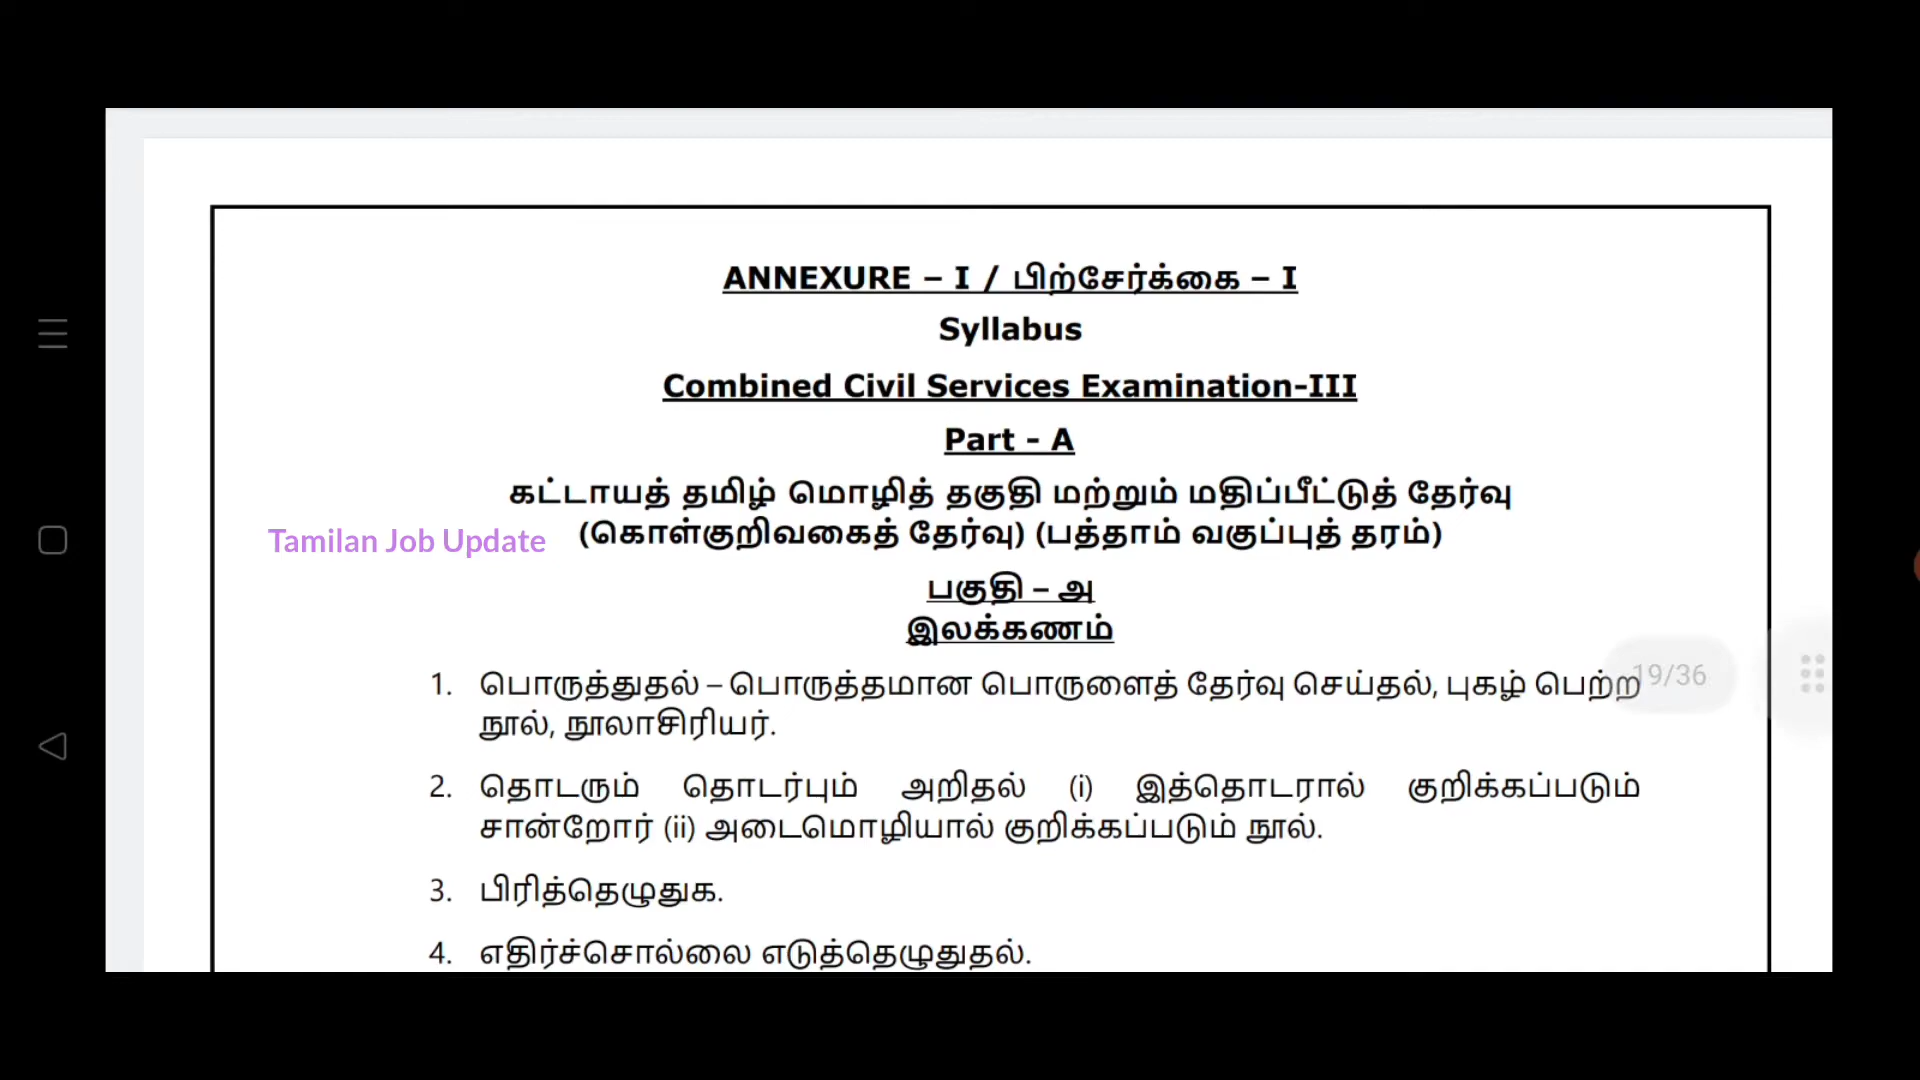 ANNEXURE – I / பிற்சேர்க்கை – I
Syllabus
Combined Civil Services Examination-III
Part - A
கட்டாயத் தமிழ் மொழித் தகுதி மற்றும் மதிப்பீட்டுத் தேர்வு
Tamilan Job Update
(கொள்குறிவகைத் தேர்வு) (பத்தாம் வகுப்புத் தரம்)
பகுதி – அ
இலக்கணம்
1. பொருத்துதல் – பொருத்தமான பொருளைத் தேர்வு செய்தல், புகழ் பெற்ற
19/36
நூல், நூலாசிரியர்.
2. தொடரும் தொடர்பும் அறிதல் (i) இத்தொடரால் குறிக்கப்படும்
சான்றோர் (ii) அடைமொழியால் குறிக்கப்படும் நூல்.
3. பிரித்தெழுதுக.
4. எதிர்ச்சொல்லை எடுத்தெழுதுதல்.